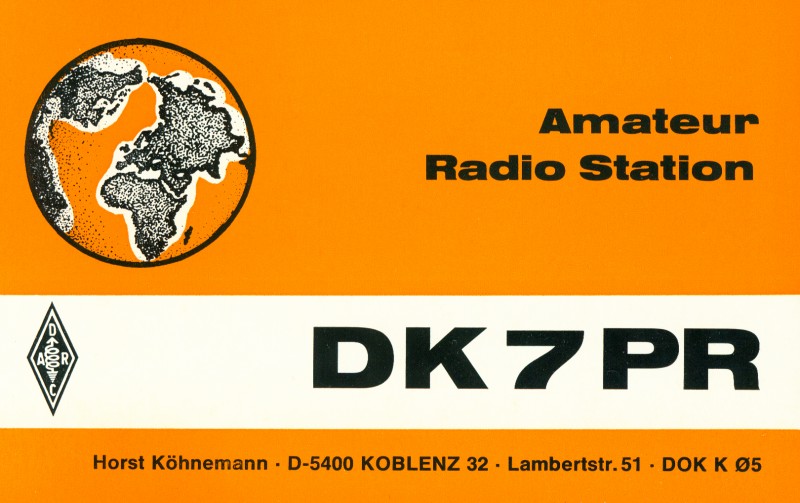 Amateur
Radio Station
DK7PR
D
A R
C
Horst Köhnemann · D-5400 KOBLENZ 32 · Lambertstr. 51 · DOK K Ø5